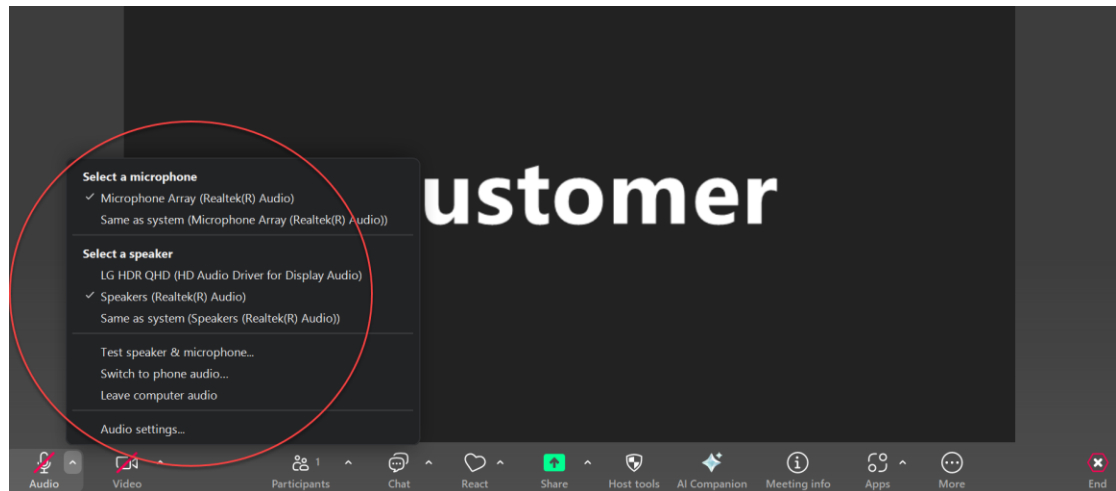 ustomer
Select a microphone
Microphone Array (Realtek(R) Audio)
Same as system (Microphone Array (Realtek(R) Audio))
Select a speaker
LG HDR QHD (HD Audio Driver for Display Audio)
Speakers (Realtek(R) Audio)
Same as system (Speakers (Realtek(R) Audio))
Test speaker & microphone...
Switch to phone audio...
Leave computer audio
Audio settings...
Audio Video Participants 1 Chat React Share Host tools AI Companion Meeting info Apps More End